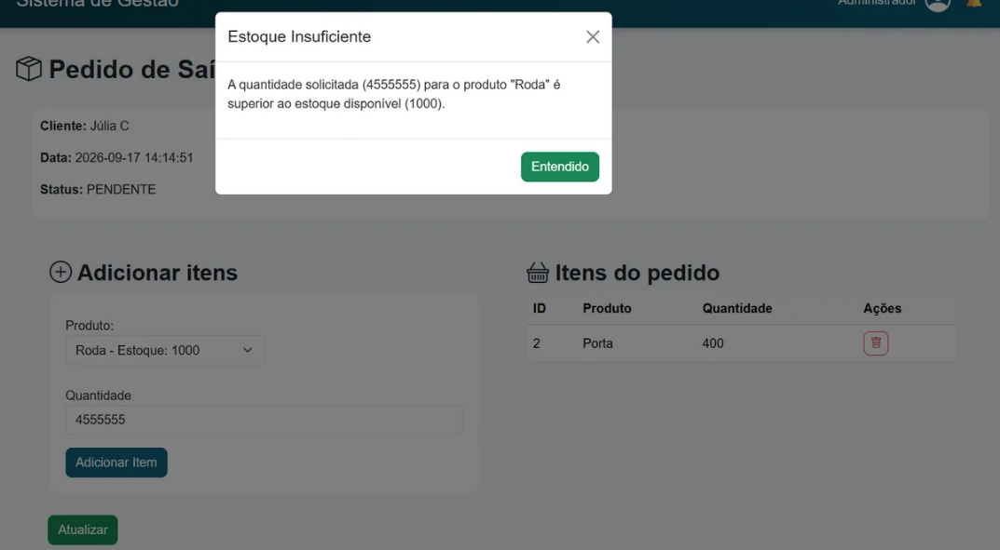 Sistema de Gestão
Administrador
Estoque Insuficiente
A quantidade solicitada (4555555) para o produto "Roda" é
superior ao estoque disponível (1000).
Entendido
Pedido de Saí
Cliente: Júlia C
Data: 2026-09-17 14:14:51
Status: PENDENTE
Adicionar itens
Produto:
Roda - Estoque: 1000
Quantidade
4555555
Adicionar Item
Atualizar
Itens do pedido
ID Produto Quantidade Ações
2 Porta 400